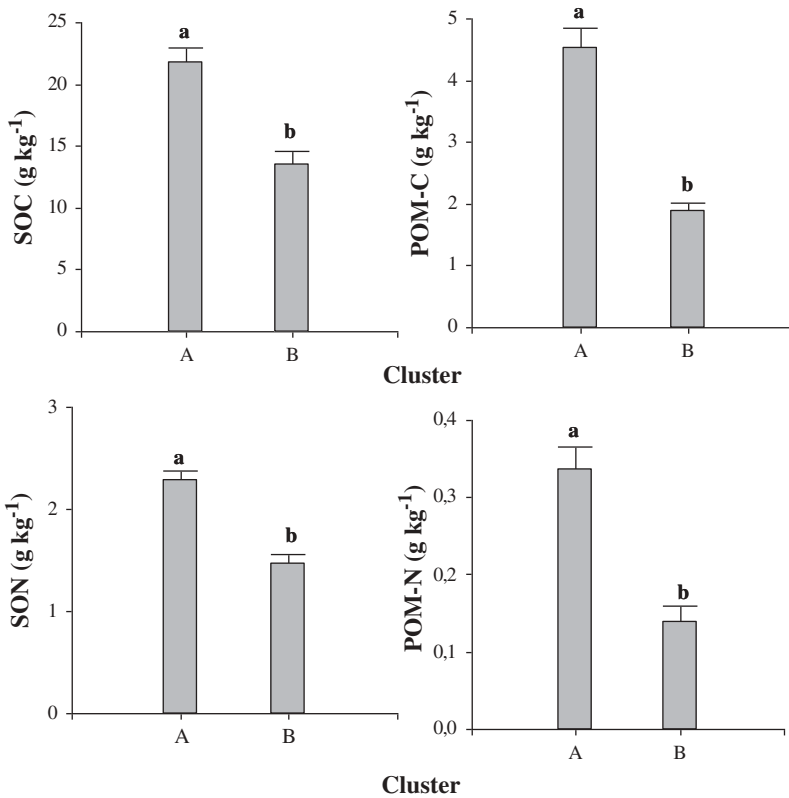 25
20
15
10
5
0
SOC (g kg⁻¹)
a
b
A
B
5
4
3
2
1
0
POM-C (g kg⁻¹)
a
b
A
B
Cluster
3
2
1
0
SON (g kg⁻¹)
a
b
A
B
0,4
0,3
0,2
0,1
0,0
POM-N (g kg⁻¹)
a
b
A
B
Cluster